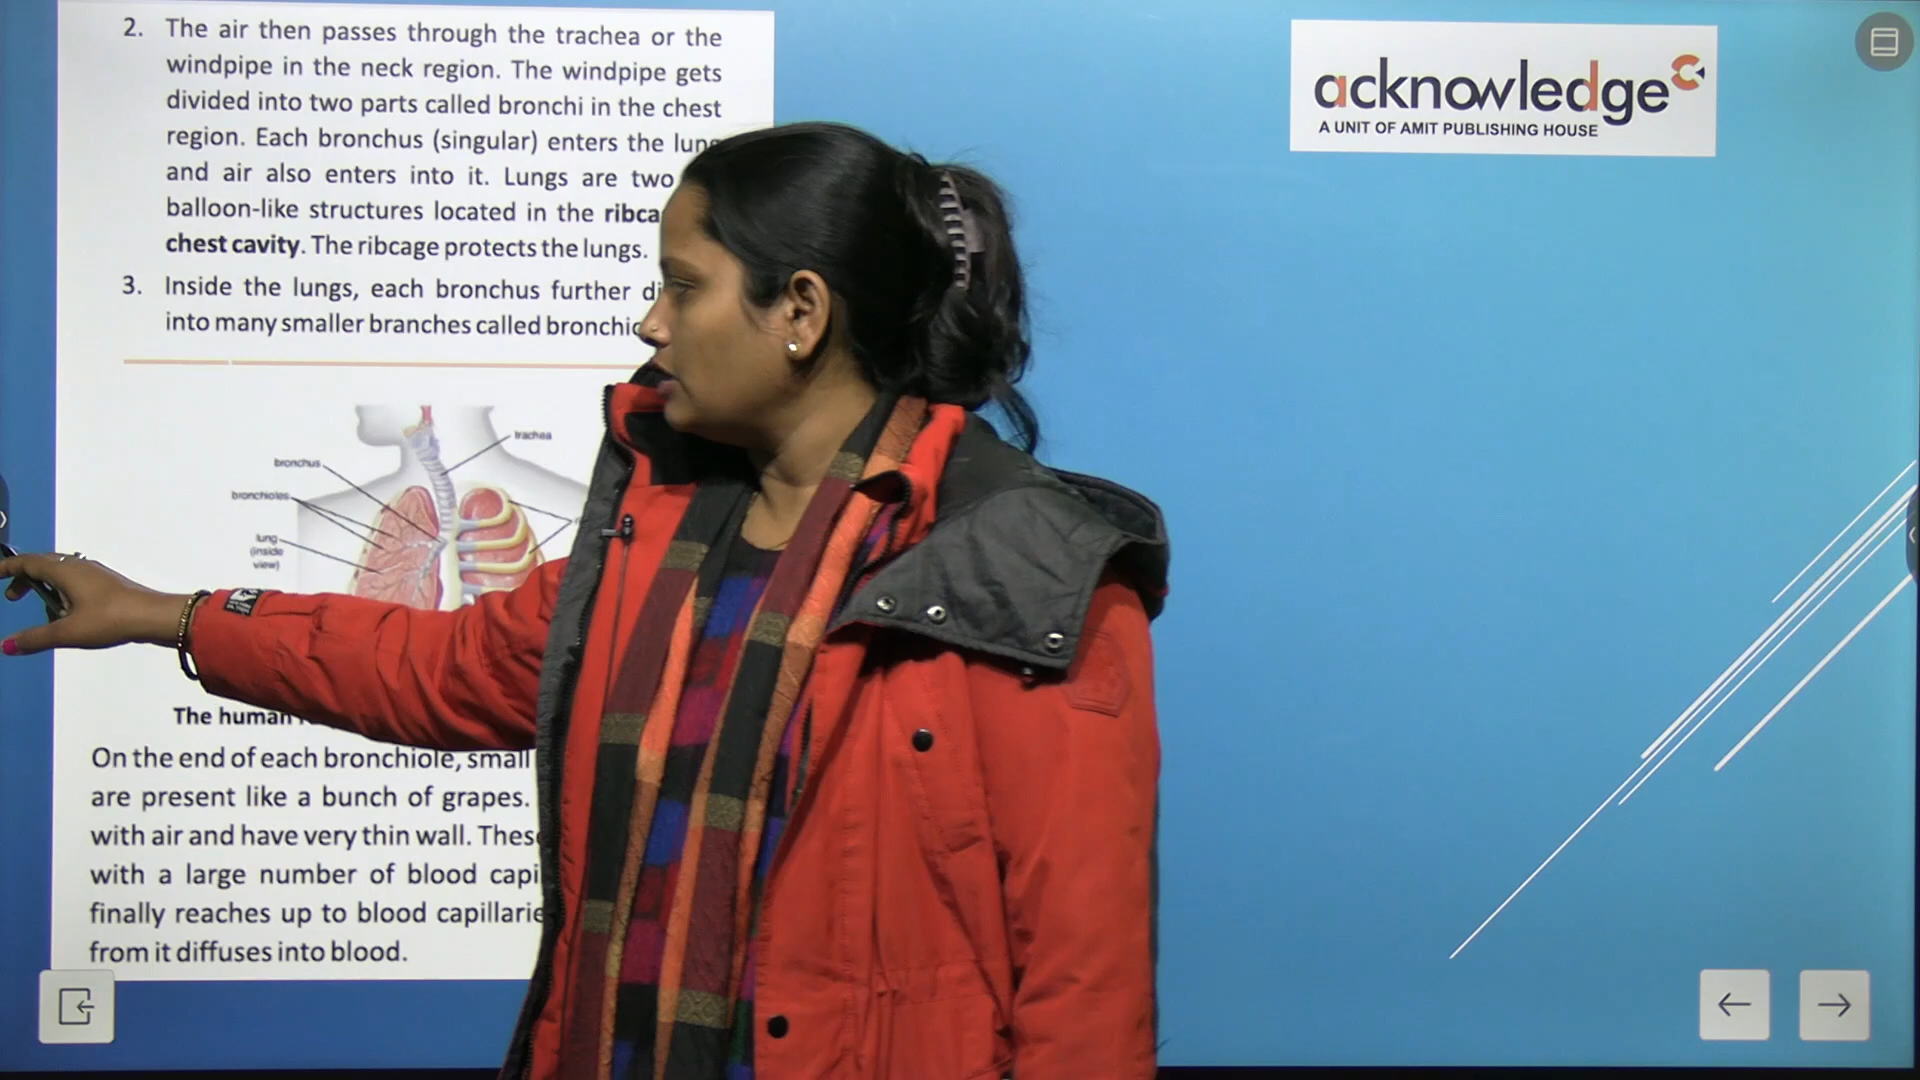 2. The air then passes through the trachea or the
windpipe in the neck region. The windpipe gets
divided into two parts called bronchi in the chest
region. Each bronchus (singular) enters the
and air also enters into it. Lungs are two
balloon-like structures located in the
chest cavity. The ribcage protects the lungs.
3. Inside the lungs, each bronchus further
into many smaller branches called
trachea
bronchus
bronchioles
lung
(inside
view)
The human
On the end of each bronchiole, small
are present like a bunch of grapes.
with air and have very thin wall.
with a large number of blood
finally reaches up to blood
from it diffuses into blood.
acknowledge
A UNIT OF AMIT PUBLISHING HOUSE